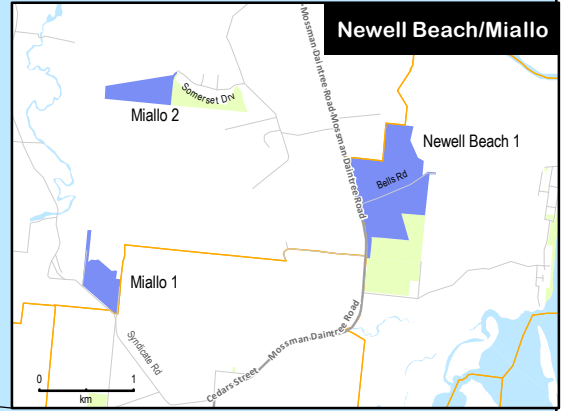 Newell Beach/Miallo
Mossman Daintree Road
Mossman Daintree Road
Somerset Drv
Miallo 2
Newell Beach 1
Bells Rd
Miallo 1
Syndicate Rd
Mossman Daintree Road
Cedars Street
0 1
km